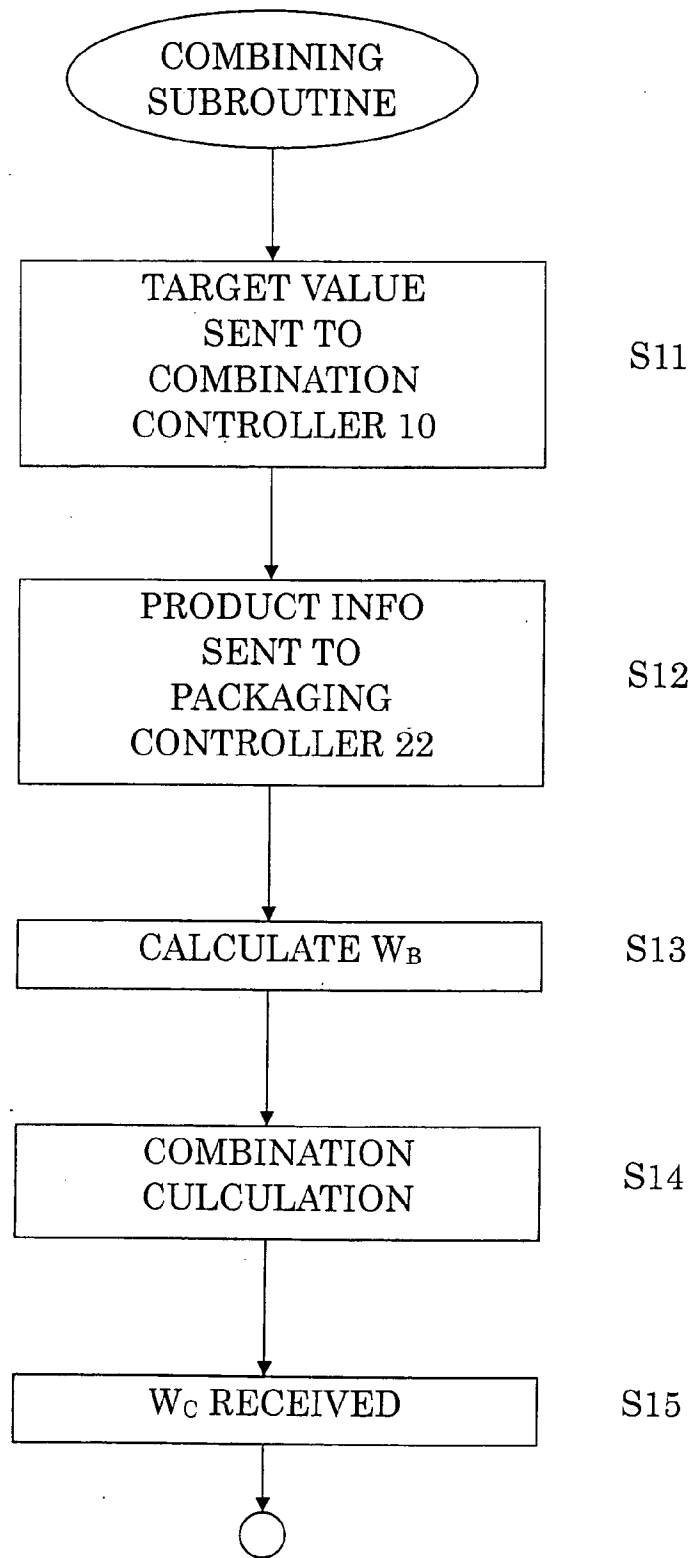 COMBINING
SUBROUTINE
TARGET VALUE
SENT TO
COMBINATION
CONTROLLER 10
S11
PRODUCT INFO
SENT TO
PACKAGING
CONTROLLER 22
S12
CALCULATE WB
S13
COMBINATION
CULCULATION
S14
WC RECEIVED
S15